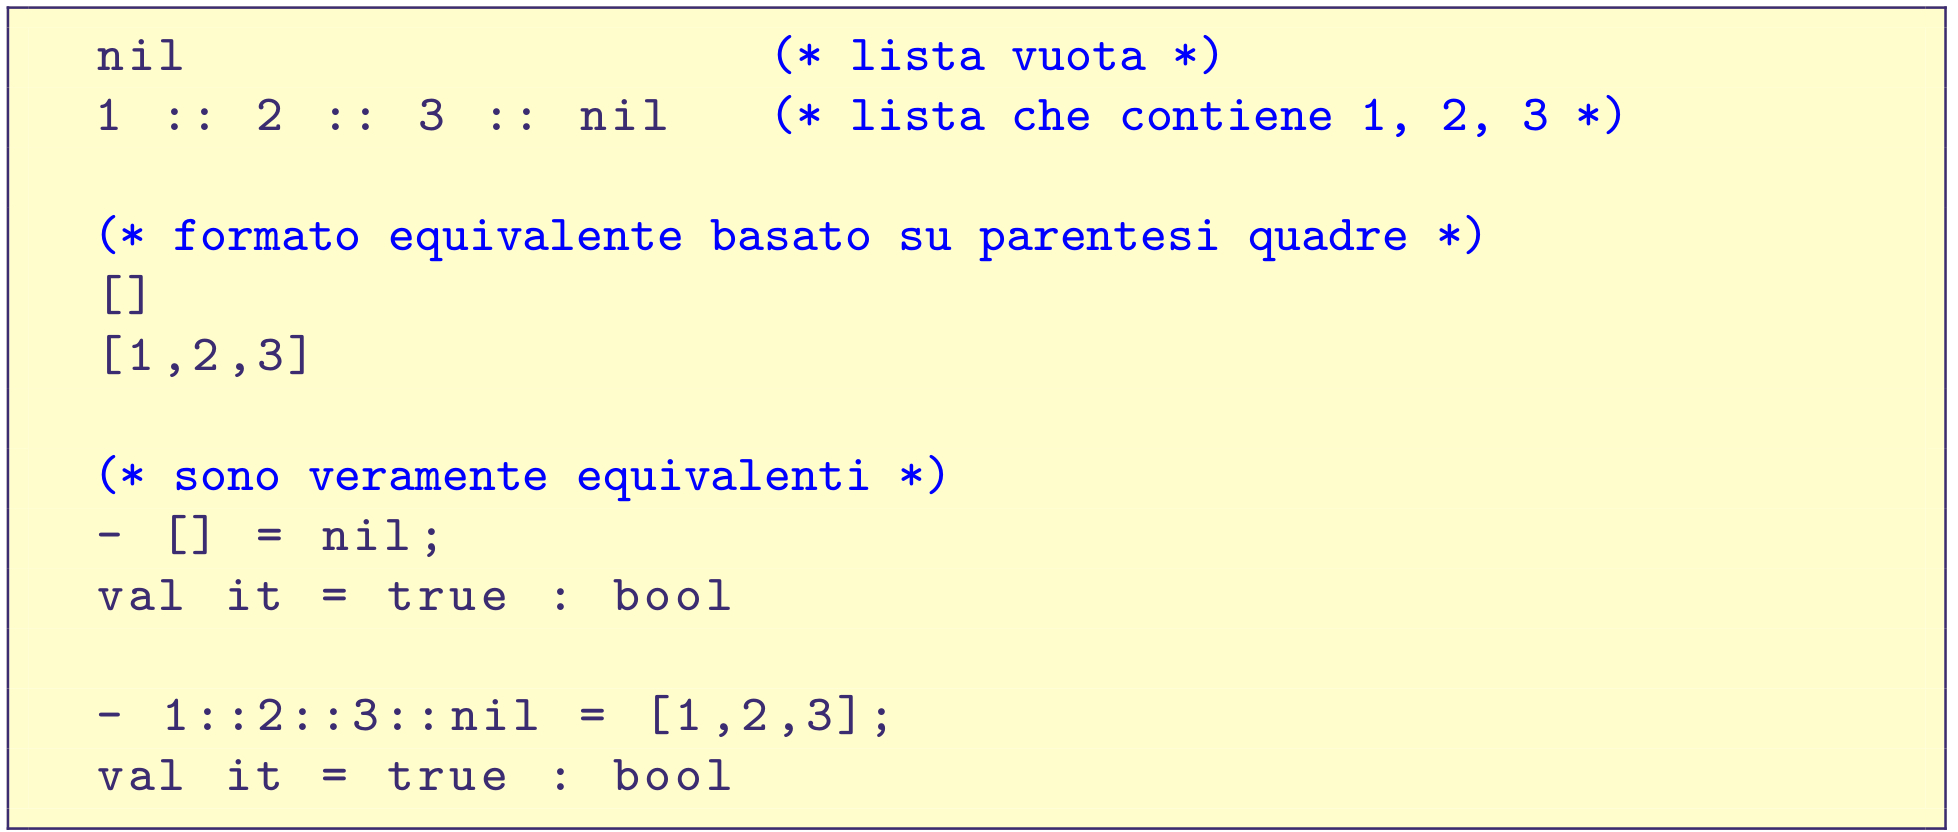 nil (* lista vuota *)
1 :: 2 :: 3 :: nil (* lista che contiene 1, 2, 3 *)
(* formato equivalente basato su parentesi quadre *)
[]
[1,2,3]
(* sono veramente equivalenti *)
- [] = nil;
val it = true : bool
- 1::2::3::nil = [1,2,3];
val it = true : bool